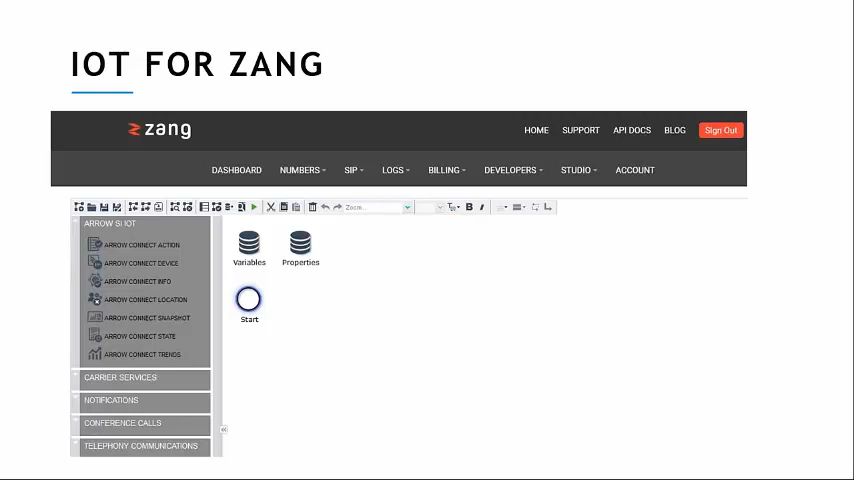 IOT FOR ZANG
zang
HOME SUPPORT API DOCS BLOG Sign Out
DASHBOARD NUMBERS SIP LOGS BILLING DEVELOPERS STUDIO ACCOUNT
Zoom... B I
ARROW SI IOT
ARROW CONNECT ACTION
ARROW CONNECT DEVICE
ARROW CONNECT INFO
ARROW CONNECT LOCATION
ARROW CONNECT SNAPSHOT
ARROW CONNECT STATE
ARROW CONNECT TRENDS
CARRIER SERVICES
NOTIFICATIONS
CONFERENCE CALLS
TELEPHONY COMMUNICATIONS
Variables Properties
Start